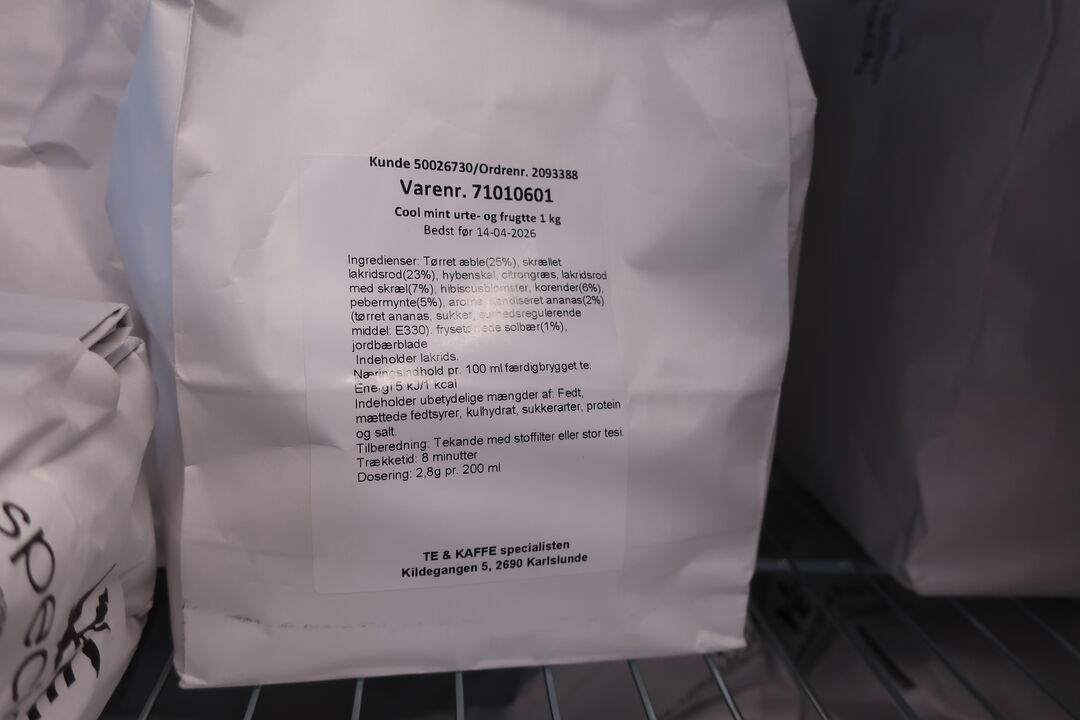 Kunde 50026730/Ordrenr. 2093388
Varenr. 71010601
Cool mint urte- og frugtte 1 kg
Bedst før 14-04-2026
Ingredienser: Tørret æble(25%), skrællet
lakridsrod(23%), hybenskal, citrongræs, lakridsrod
med skræl(7%), hibiscusblomster, korender(6%),
pebermynte(5%), aroma, kandiseret ananas(2%)
(tørret ananas, sukker, surhedsregulerende
middel: E330). frysetørrede solbær(1%),
jordbærblade
Indeholder lakrids.
Næringsindhold pr. 100 ml færdigbrygget te:
Energi 5 kJ/1 kcal
Indeholder ubetydelige mængder af: Fedt,
mættede fedtsyrer, kulhydrat, sukkerarter, protein
og salt.
Tilberedning: Tekande med stoffilter eller stor tesi.
Trækketid: 8 minutter
Dosering: 2,8g pr. 200 ml
TE & KAFFE specialisten
Kildegangen 5, 2690 Karlslunde
spec